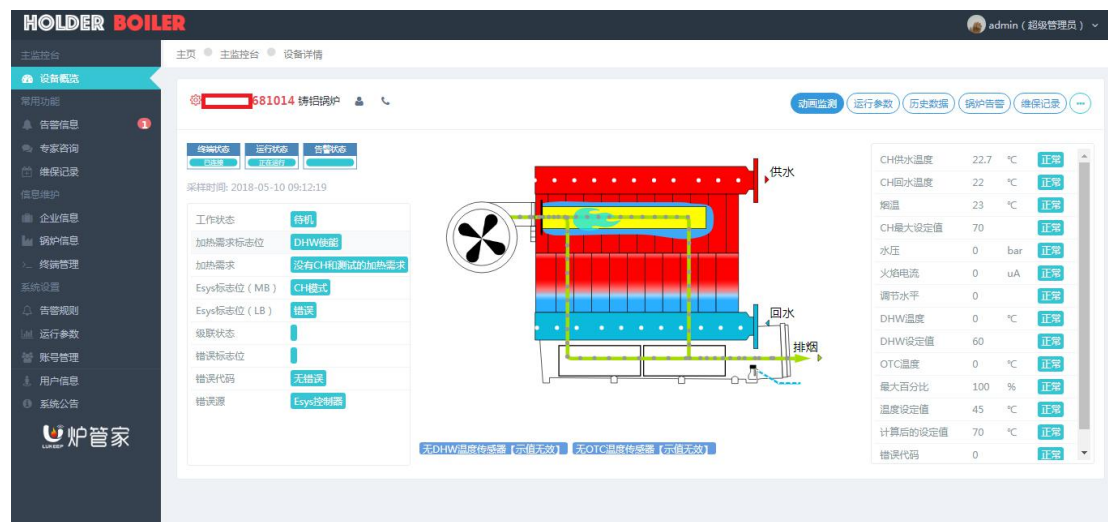 HOLDER BOILER
admin ( 超级管理员 )
主监控台
设备概览
常用功能
告警信息 1
专家咨询
维保记录
信息维护
企业信息
锅炉信息
终端管理
系统设置
告警规则
运行参数
账号管理
用户信息
系统公告
炉管家
主页 主监控台 设备详情
681014 铸铝锅炉
动画监测 运行参数 历史数据 锅炉告警 维保记录
终端状态 运行状态 告警状态
已连接 正在运行
采样时间: 2018-05-10 09:12:19
工作状态 待机
加热需求标志位 DHW使能
加热需求 没有CH和测试的加热需求
Esys标志位 ( MB ) CH模式
Esys标志位 ( LB ) 错误
级联状态
错误标志位
错误代码 无错误
错误源 Esys控制器
供水
回水
排烟
无DHW温度传感器【示值无效】 无OTC温度传感器【示值无效】
CH供水温度 22.7 ℃ 正常
CH回水温度 22 ℃ 正常
烟温 23 ℃ 正常
CH最大设定值 70 正常
水压 0 bar 正常
火焰电流 0 uA 正常
调节水平 0 正常
DHW温度 0 ℃ 正常
DHW设定值 60 正常
OTC温度 0 ℃ 正常
最大百分比 100 % 正常
温度设定值 45 ℃ 正常
计算后的设定值 70 ℃ 正常
错误代码 0 正常